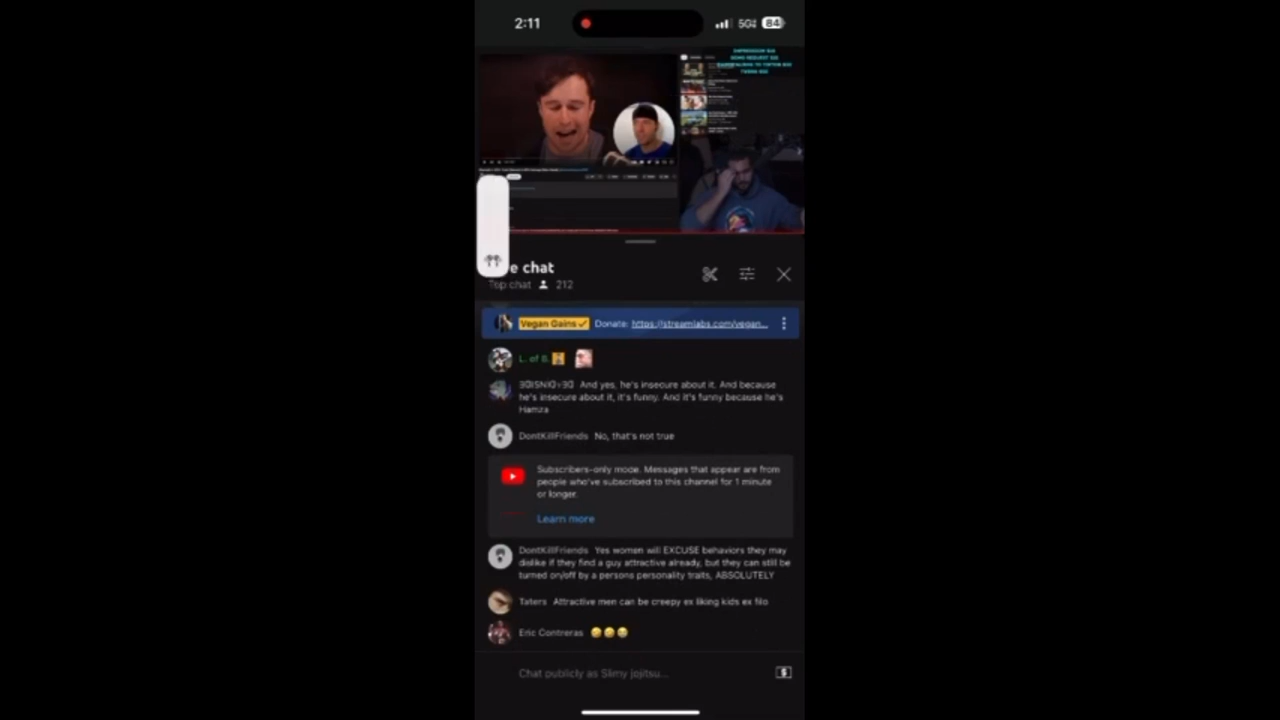 2:11
5G
84
e chat
Top chat 212
Vegan Gains Donate: https://streamlabs.com/vegan...
L. of B.
And yes, he's insecure about it. And because
he's insecure about it, it's funny. And it's funny because he's
Hamza
DontKillFriends No, that's not true
Subscribers-only mode. Messages that appear are from
people who've subscribed to this channel for 1 minute
or longer.
Learn more
DontKillFriends Yes women will EXCUSE behaviors they may
dislike if they find a guy attractive already, but they can still be
turned on/off by a persons personality traits, ABSOLUTELY
Taters Attractive men can be creepy ex liking kids ex filo
Eric Contreras
Chat publicly as Slimy jojitsu...